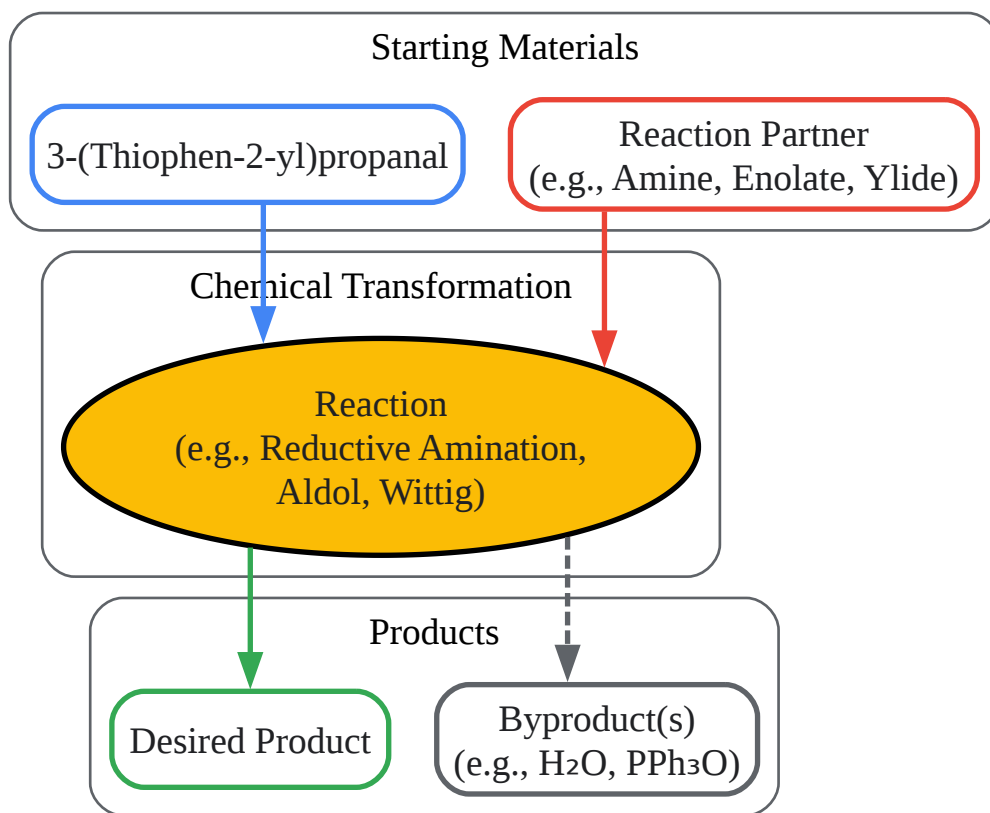 Starting Materials
3-(Thiophen-2-yl)propanal
Reaction Partner
(e.g., Amine, Enolate, Ylide)
Chemical Transformation
Reaction
(e.g., Reductive Amination,
Aldol, Wittig)
Products
Desired Product
Byproduct(s)
(e.g., H₂O, PPh₃O)